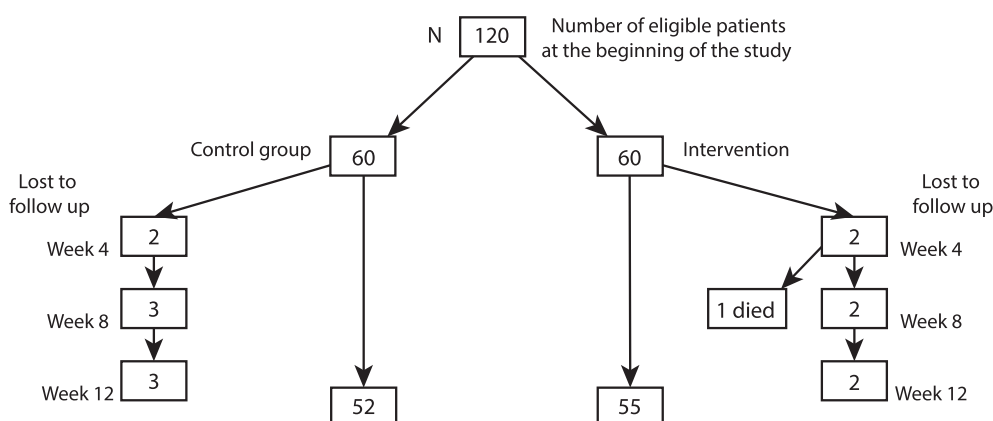 N
120
Number of eligible patients
at the beginning of the study
Control group
60
60
Intervention
Lost to
follow up
Lost to
follow up
Week 4
2
2
Week 4
Week 8
3
1 died
2
Week 8
Week 12
3
2
Week 12
52
55